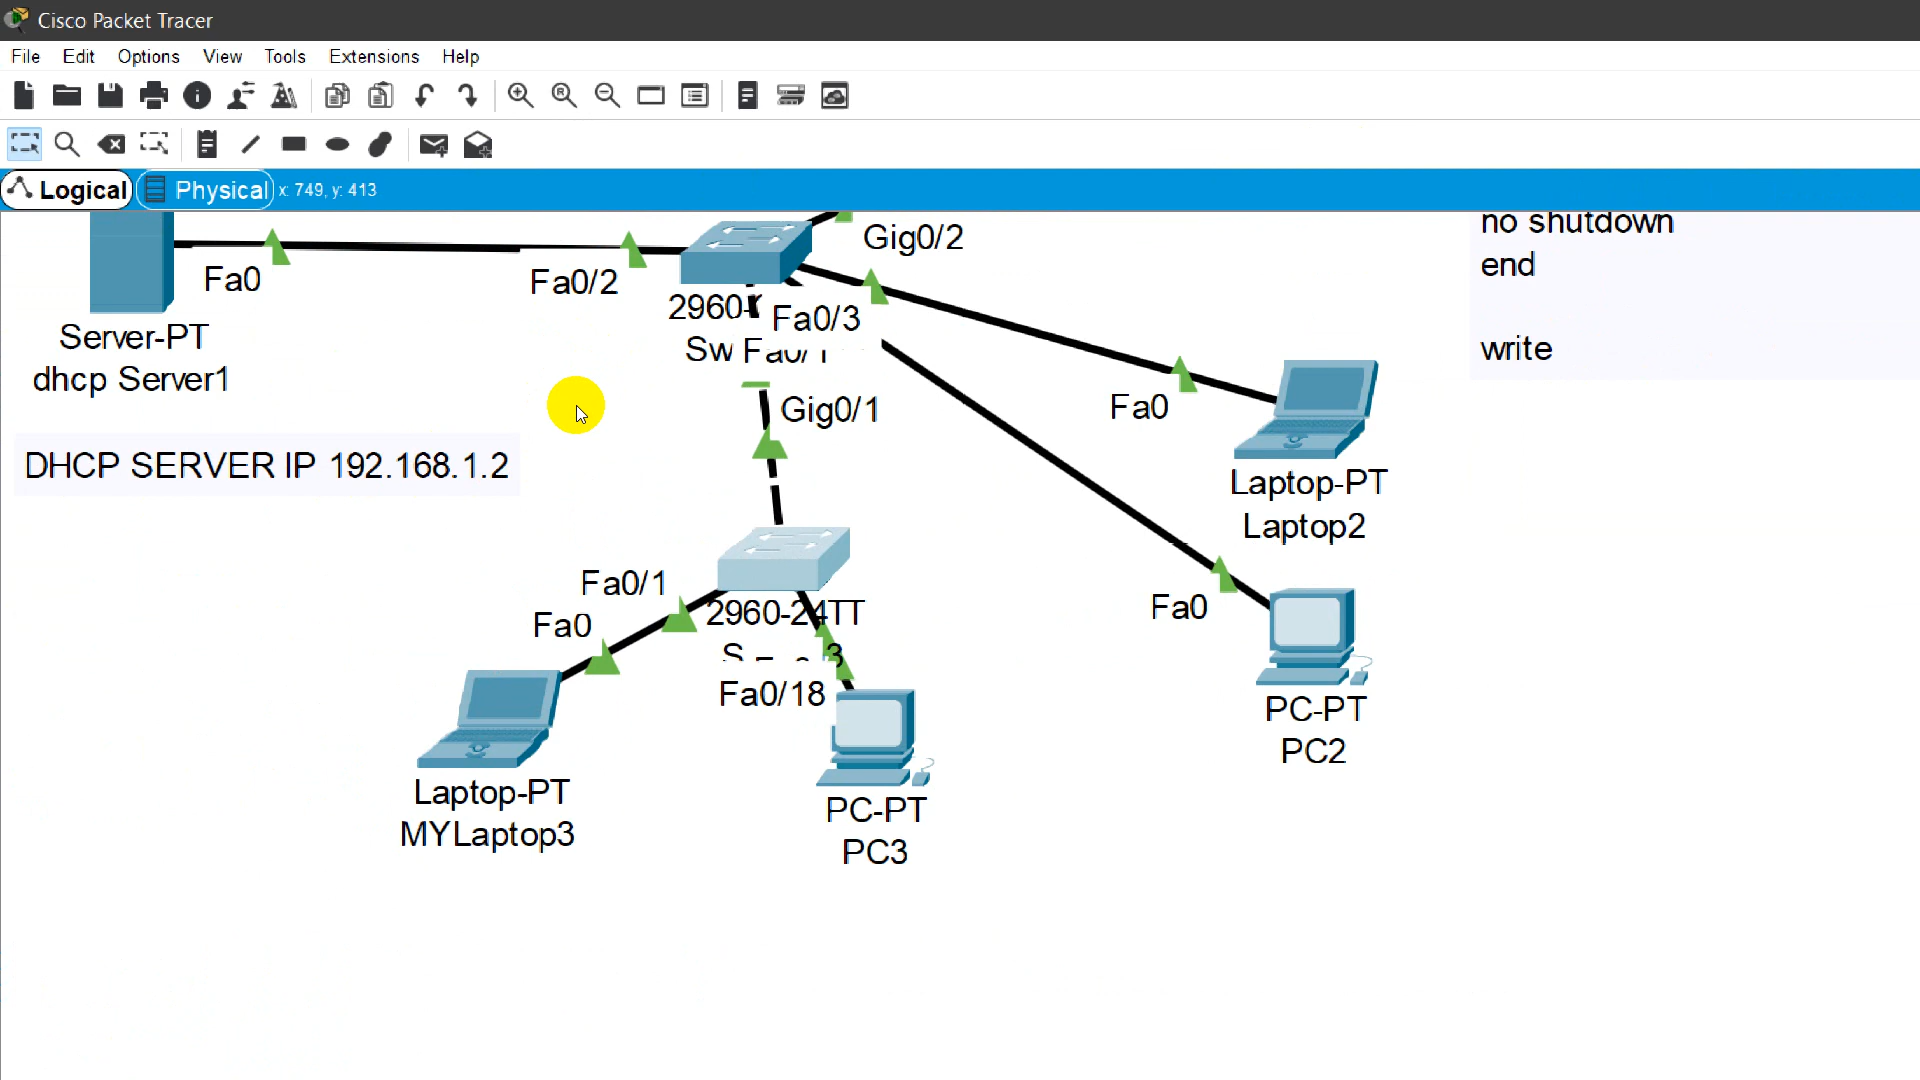 Cisco Packet Tracer
File Edit Options View Tools Extensions Help
Logical Physical x: 749, y: 413
Gig0/2
no shutdown
end
write
Fa0
Fa0/2
2960-
Fa0/3
Sw
Server-PT
dhcp Server1
Gig0/1
Fa0
Laptop-PT
Laptop2
DHCP SERVER IP 192.168.1.2
Fa0/1
Fa0
2960-24TT
Fa0/18
Fa0
PC-PT
PC2
Laptop-PT
MYLaptop3
PC-PT
PC3